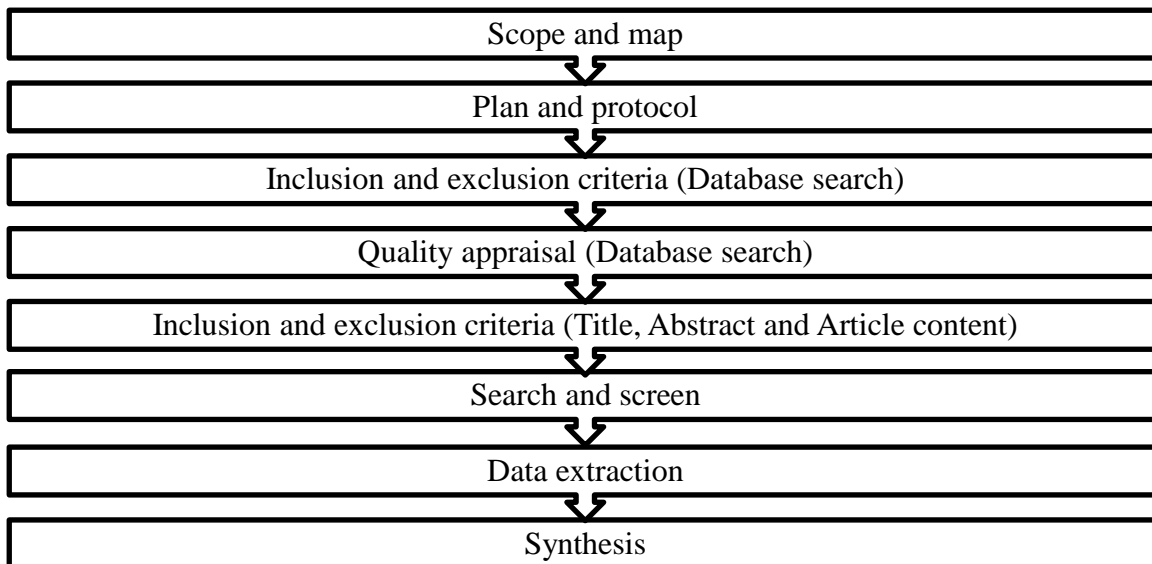 Scope and map
Plan and protocol
Inclusion and exclusion criteria (Database search)
Quality appraisal (Database search)
Inclusion and exclusion criteria (Title, Abstract and Article content)
Search and screen
Data extraction
Synthesis